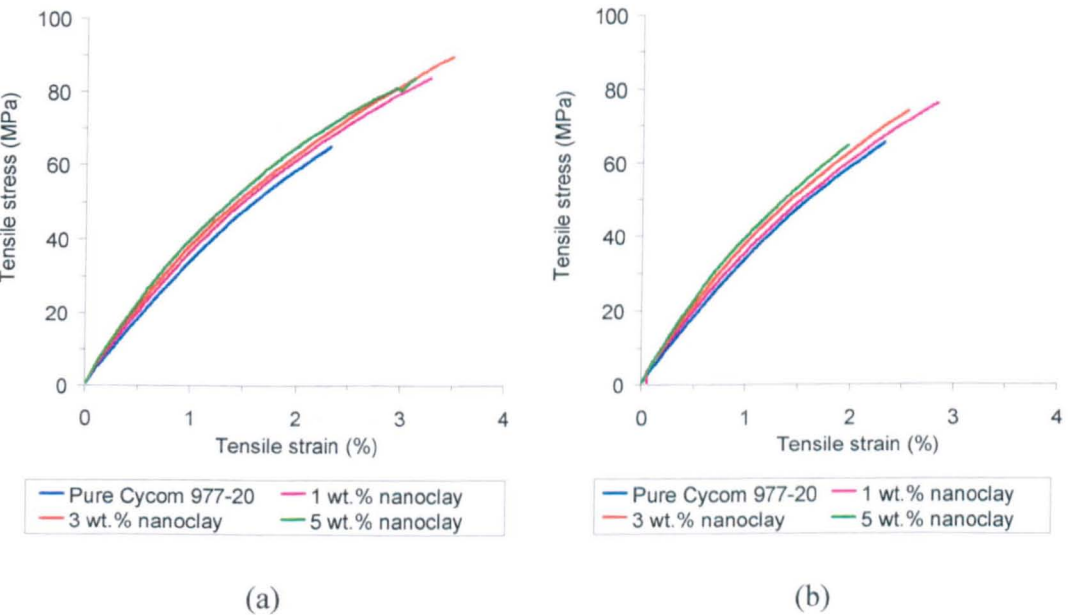 100
80
60
40
20
0
Tensile stress (MPa)
0 1 2 3 4
Tensile strain (%)
Pure Cycom 977-20 1 wt.% nanoclay
3 wt.% nanoclay 5 wt.% nanoclay
(a)
100
80
60
40
20
0
Tensile stress (MPa)
0 1 2 3 4
Tensile strain (%)
Pure Cycom 977-20 1 wt.% nanoclay
3 wt.% nanoclay 5 wt.% nanoclay
(b)